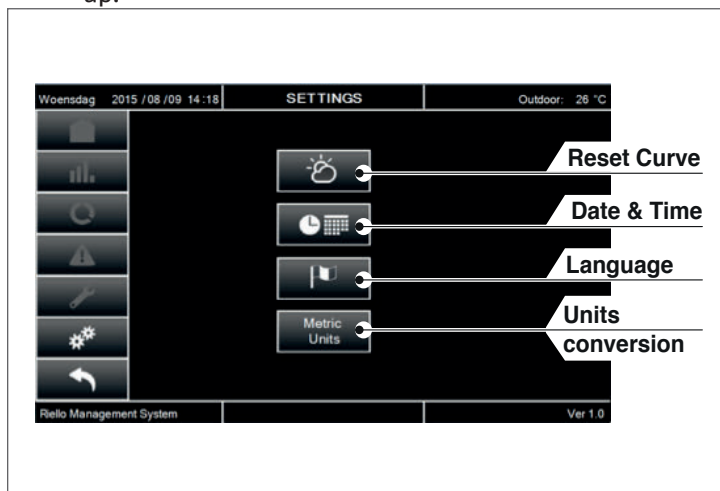 up.
Woensdag 2015 / 08 / 09 14 :18 SETTINGS Outdoor: 26 °C
Reset Curve
Date & Time
Language
Metric
Units
Units
conversion
Riello Management System Ver 1.0